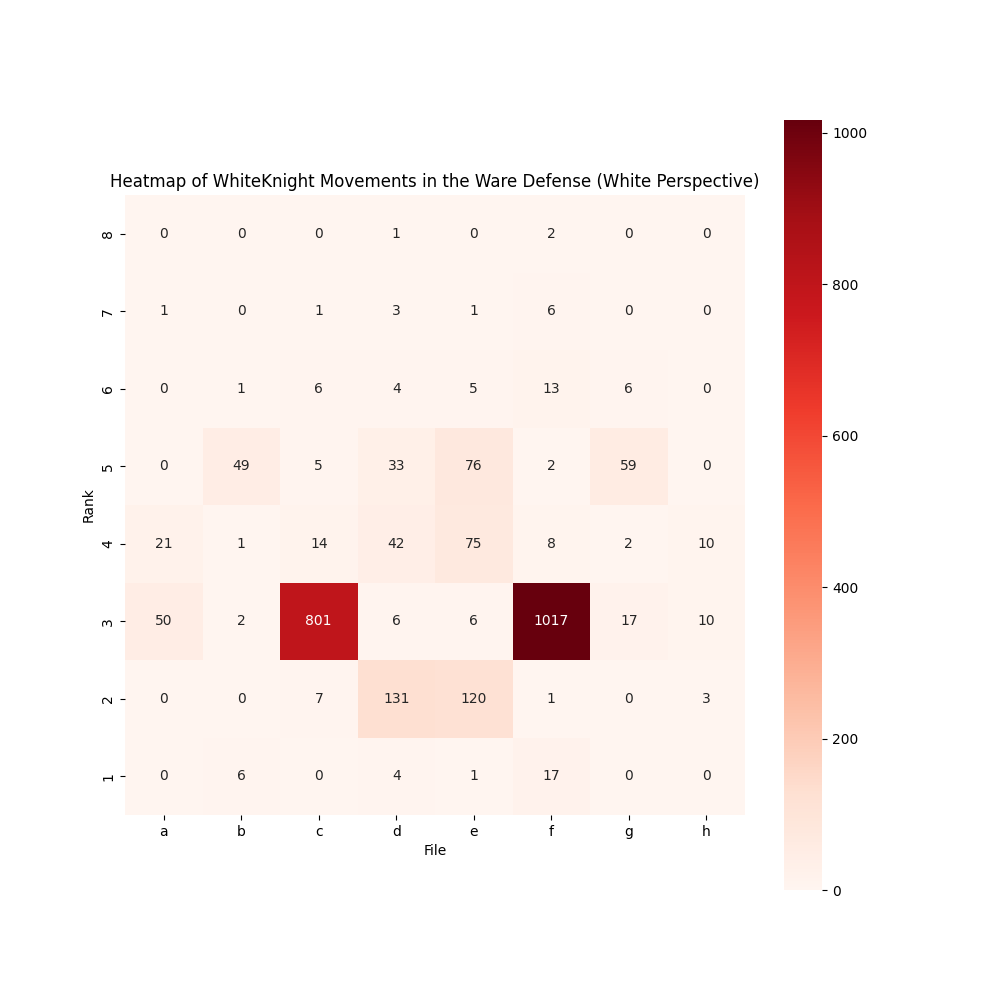 Heatmap of WhiteKnight Movements in the Ware Defense (White Perspective)
1000
800
600
400
200
0
Rank
8 0 0 0 1 0 2 0 0
7 1 0 1 3 1 6 0 0
6 0 1 6 4 5 13 6 0
5 0 49 5 33 76 2 59 0
4 21 1 14 42 75 8 2 10
3 50 2 801 6 6 1017 17 10
2 0 0 7 131 120 1 0 3
1 0 6 0 4 1 17 0 0
a b c d e f g h
File